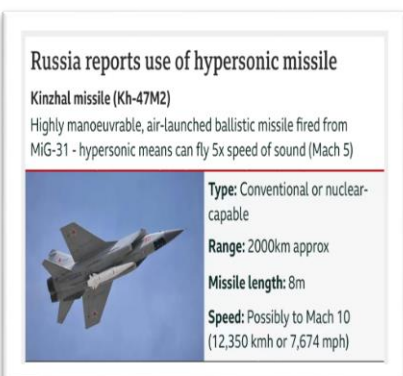 Russia reports use of hypersonic missile
Kinzhal missile (Kh-47M2)
Highly manoeuvrable, air-launched ballistic missile fired from
MiG-31 - hypersonic means can fly 5x speed of sound (Mach 5)
Type: Conventional or nuclear-
capable
Range: 2000km approx
Missile length: 8m
Speed: Possibly to Mach 10
(12,350 kmh or 7,674 mph)